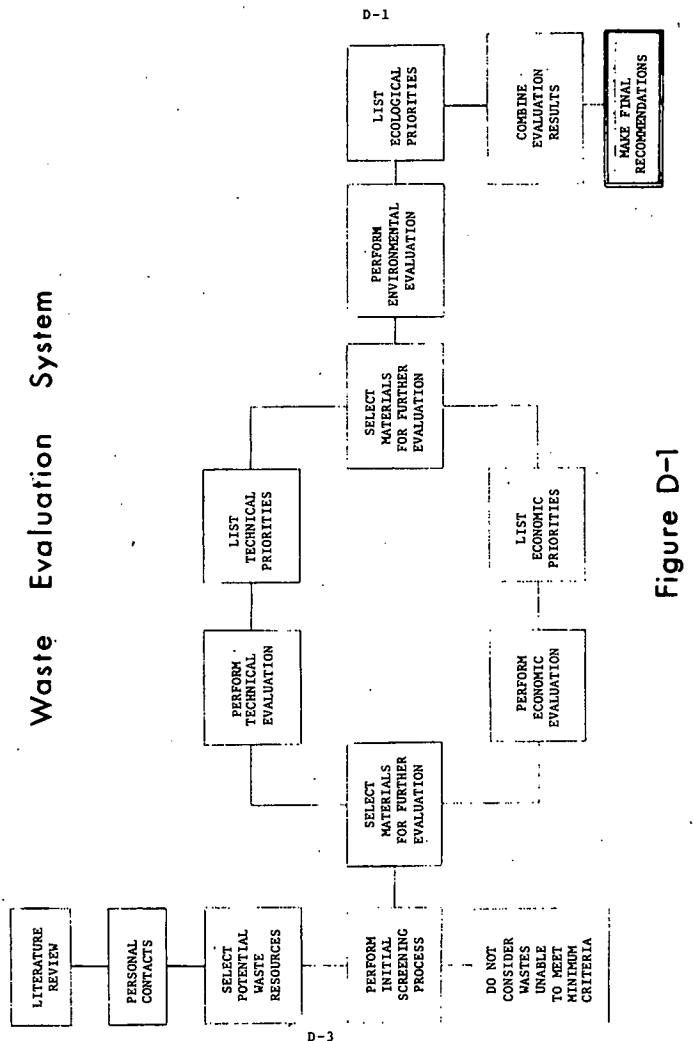 D-1
Waste Evaluation System
LITERATURE
REVIEW
PERSONAL
CONTACTS
SELECT
POTENTIAL
WASTE
RESOURCES
PERFORM
INITIAL
SCREENING
PROCESS
DO NOT
CONSIDER
WASTES
UNABLE
TO MEET
MINIMUM
CRITERIA
SELECT
MATERIALS
FOR FURTHER
EVALUATION
PERFORM
TECHNICAL
EVALUATION
LIST
TECHNICAL
PRIORITIES
PERFORM
ECONOMIC
EVALUATION
LIST
ECONOMIC
PRIORITIES
SELECT
MATERIALS
FOR FURTHER
EVALUATION
PERFORM
ENVIRONMENTAL
EVALUATION
LIST
ECOLOGICAL
PRIORITIES
COMBINE
EVALUATION
RESULTS
MAKE FINAL
RECOMMENDATIONS
Figure D-1
D-3